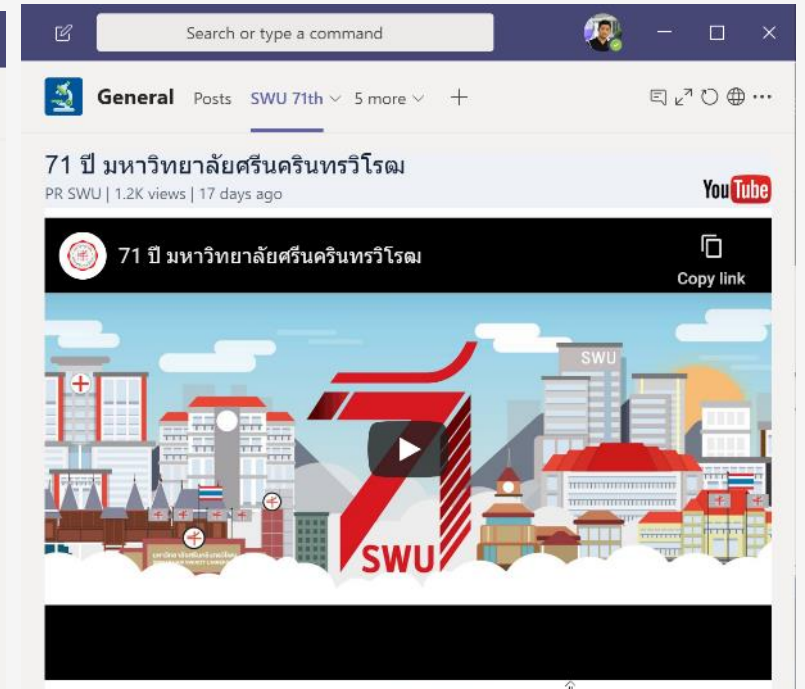 Search or type a command
General Posts SWU 71th 5 more
71 ปี มหาวิทยาลัยศรีนครินทรวิโรฒ
PR SWU | 1.2K views | 17 days ago
YouTube
71 ปี มหาวิทยาลัยศรีนครินทรวิโรฒ
Copy link
SWU
71
SWU